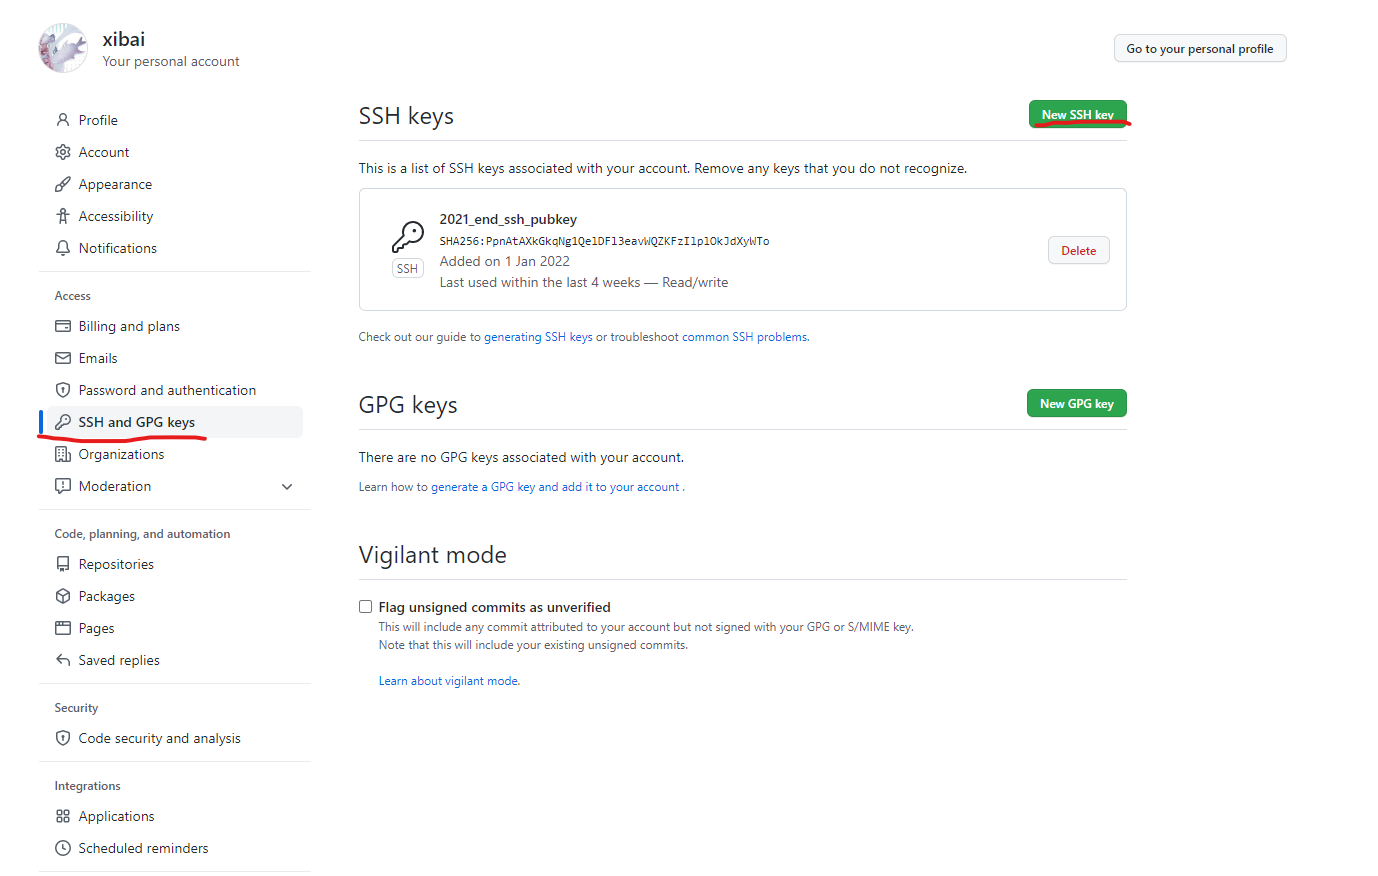 xibai
Your personal account
Go to your personal profile
Profile
Account
Appearance
Accessibility
Notifications
Access
Billing and plans
Emails
Password and authentication
SSH and GPG keys
Organizations
Moderation
Code, planning, and automation
Repositories
Packages
Pages
Saved replies
Security
Code security and analysis
Integrations
Applications
Scheduled reminders
SSH keys
New SSH key
This is a list of SSH keys associated with your account. Remove any keys that you do not recognize.
2021_end_ssh_pubkey
SHA256:PpnAtAXkGkqNg1QelDFl3eavWQZKFzIlplOkJdXyWTo
Added on 1 Jan 2022
Last used within the last 4 weeks — Read/write
SSH
Delete
Check out our guide to generating SSH keys or troubleshoot common SSH problems.
GPG keys
New GPG key
There are no GPG keys associated with your account.
Learn how to generate a GPG key and add it to your account .
Vigilant mode
Flag unsigned commits as unverified
This will include any commit attributed to your account but not signed with your GPG or S/MIME key.
Note that this will include your existing unsigned commits.
Learn about vigilant mode.